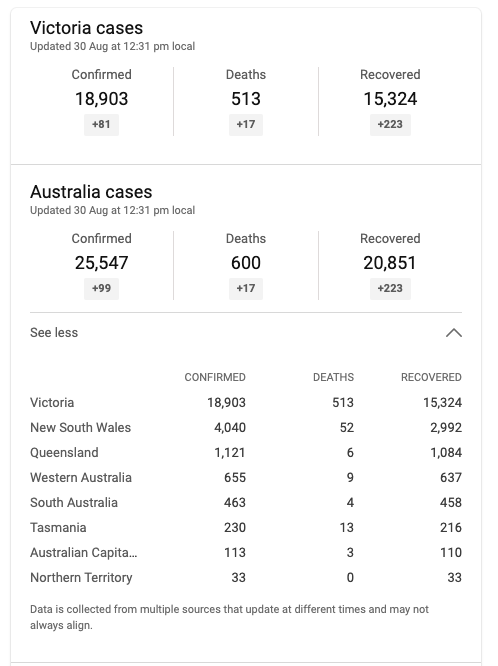 Victoria cases
Updated 30 Aug at 12:31 pm local
Confirmed Deaths Recovered
18,903 513 15,324
+81 +17 +223
Australia cases
Updated 30 Aug at 12:31 pm local
Confirmed Deaths Recovered
25,547 600 20,851
+99 +17 +223
See less
CONFIRMED DEATHS RECOVERED
Victoria 18,903 513 15,324
New South Wales 4,040 52 2,992
Queensland 1,121 6 1,084
Western Australia 655 9 637
South Australia 463 4 458
Tasmania 230 13 216
Australian Capita... 113 3 110
Northern Territory 33 0 33
Data is collected from multiple sources that update at different times and may not
always align.